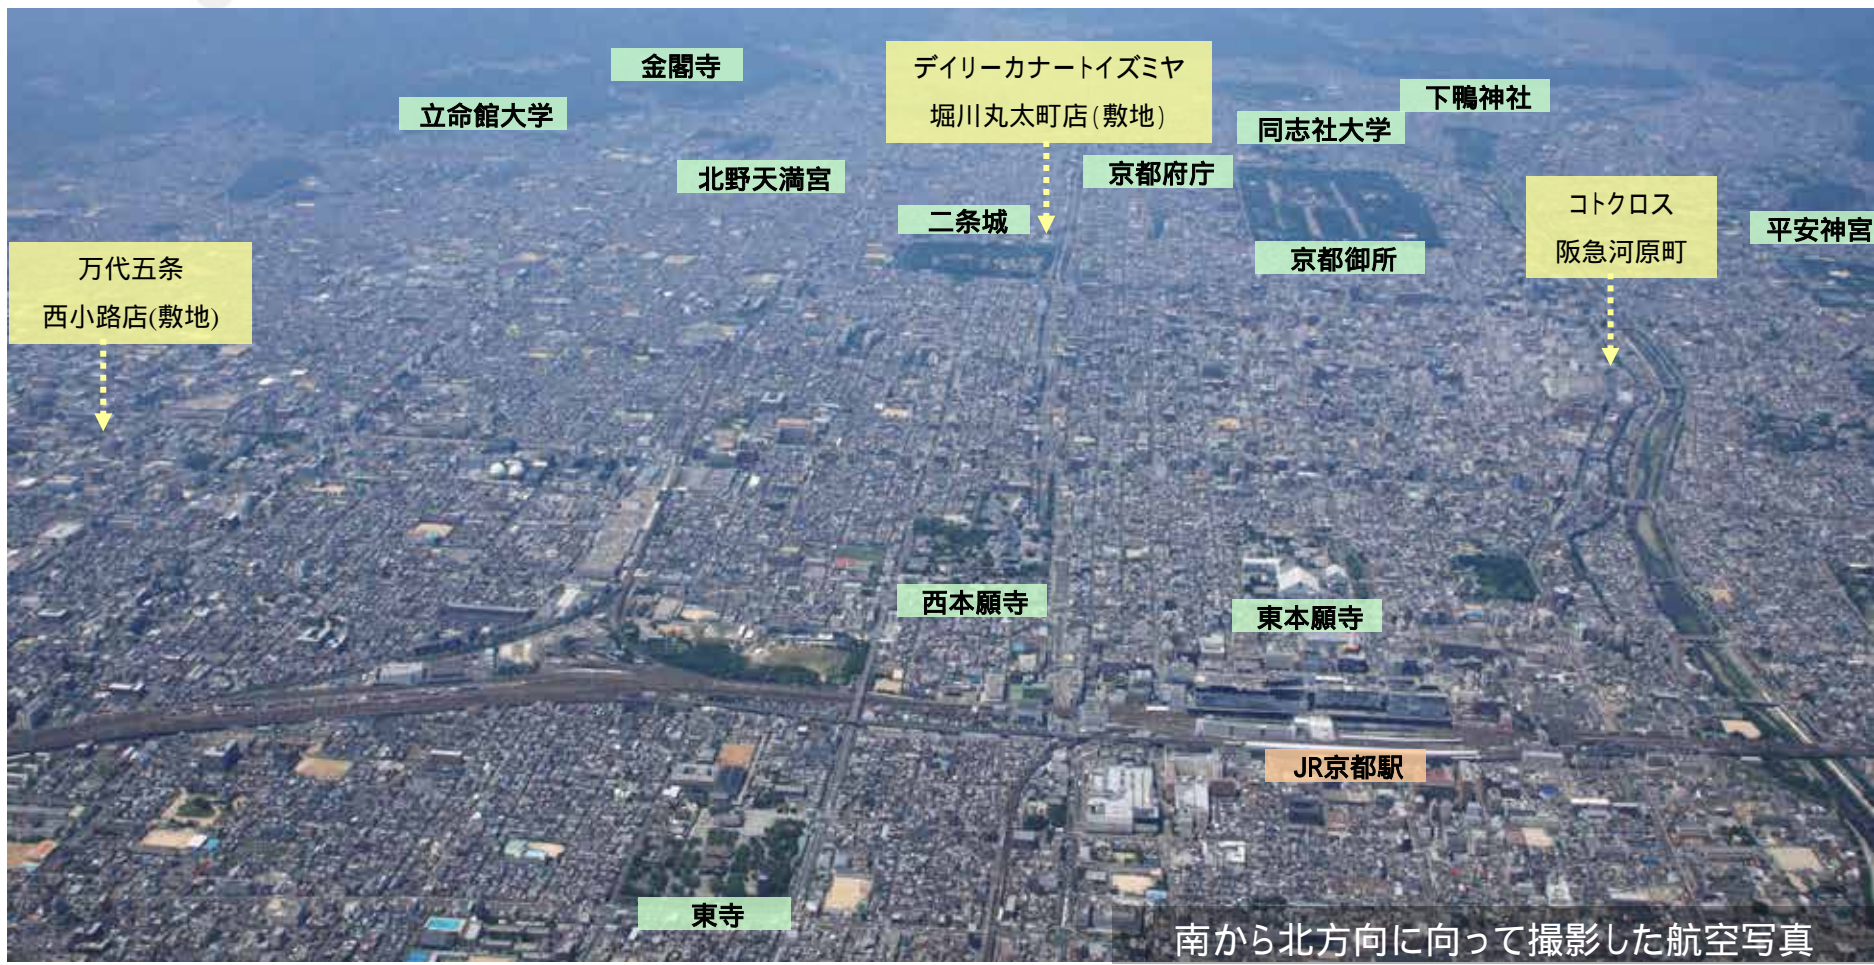 金閣寺
デイリーカナートイズミヤ
堀川丸太町店(敷地)
立命館大学
下鴨神社
同志社大学
北野天満宮
京都府庁
二条城
コトクロス
阪急河原町
平安神宮
京都御所
万代五条
西小路店(敷地)
西本願寺
東本願寺
JR京都駅
東寺
南から北方向に向って撮影した航空写真